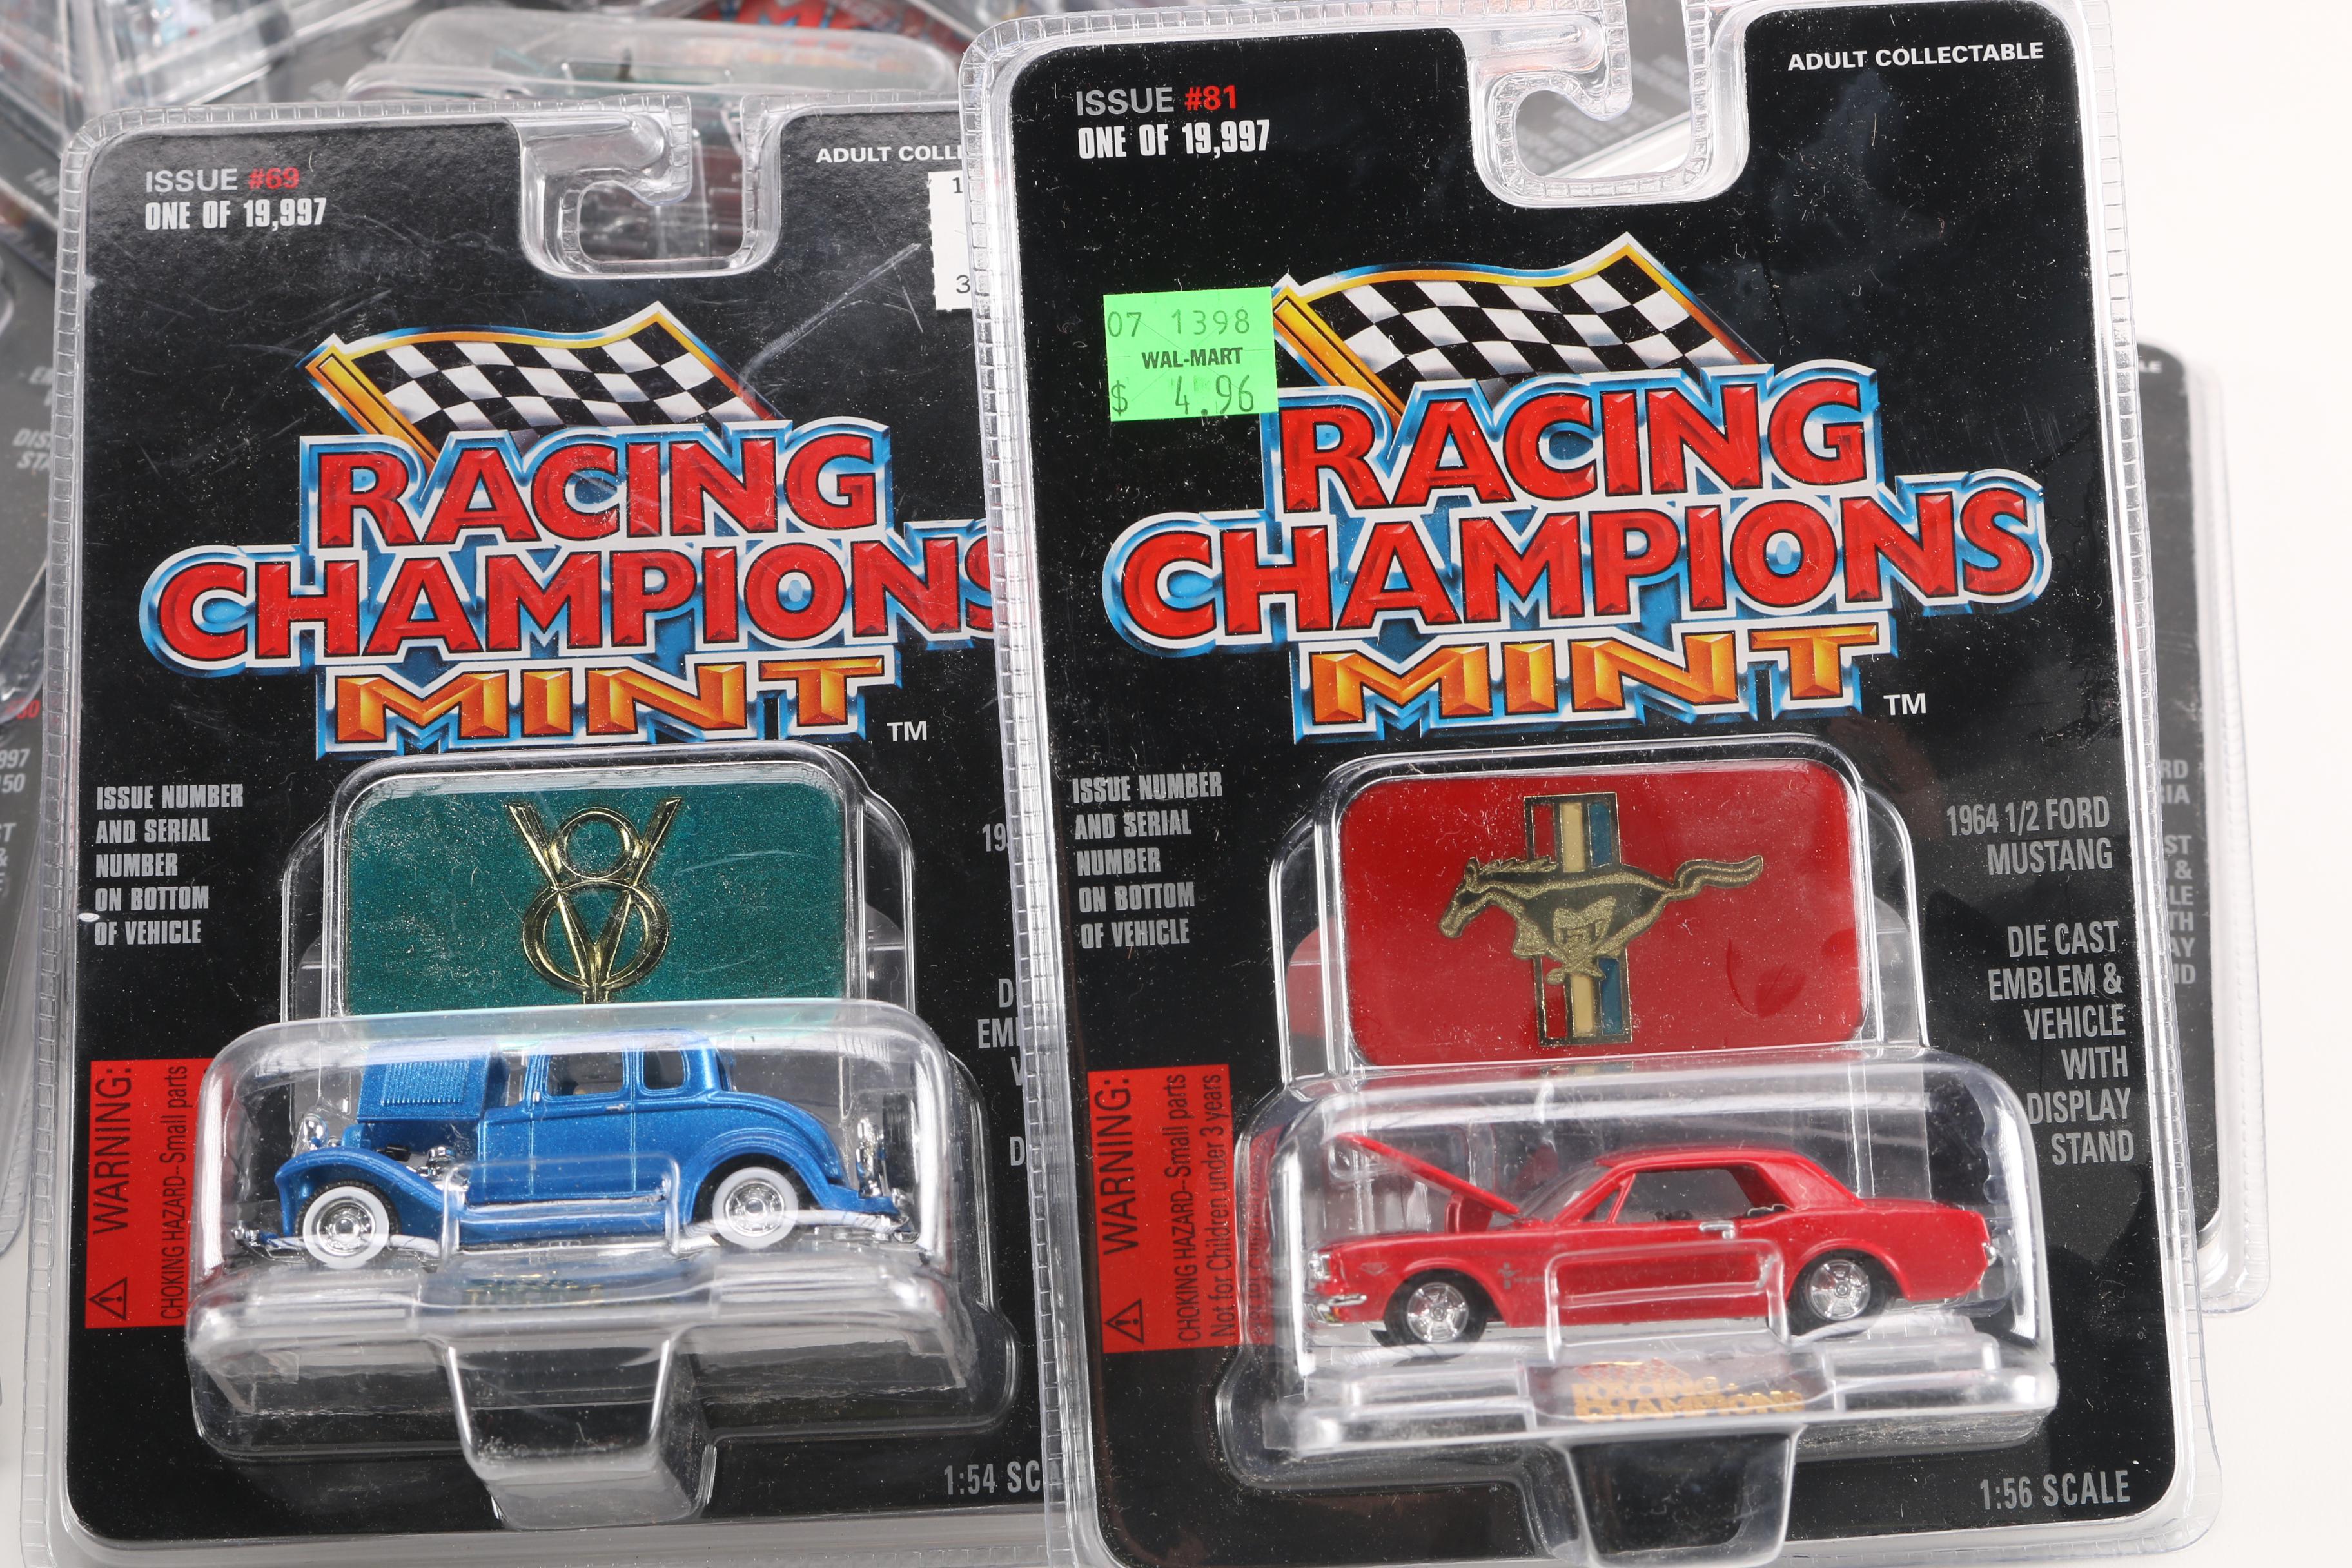 ISSUE #69
ONE OF 19,997
ADULT COLLE
RACING
CHAMPIONS
MINT
TM
ISSUE NUMBER
AND SERIAL
NUMBER
ON BOTTOM
OF VEHICLE
V8
WARNING:
CHOKING HAZARD--Small parts
1:54 SC
ISSUE #81
ONE OF 19,997
ADULT COLLECTABLE
07 1398
WAL-MART
$ 4.96
RACING
CHAMPIONS
MINT
TM
ISSUE NUMBER
AND SERIAL
NUMBER
ON BOTTOM
OF VEHICLE
1964 1/2 FORD
MUSTANG
DIE CAST
EMBLEM &
VEHICLE
WITH
DISPLAY
STAND
WARNING:
CHOKING HAZARD--Small parts
Not for Children under 3 years
RACING
CHAMPIONS
1:56 SCALE